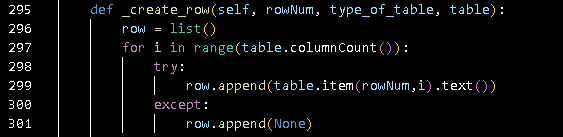 295 def _create_row(self, rowNum, type_of_table, table):
296 row = list()
297 for i in range(table.columnCount()):
298 try:
299 row.append(table.item(rowNum,i).text())
300 except:
301 row.append(None)